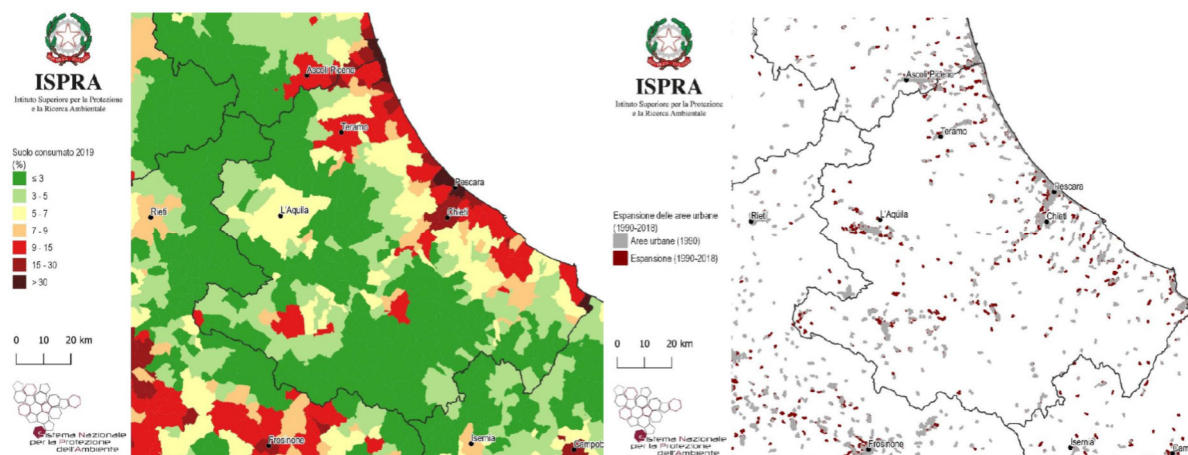 ISPRA
Istituto Superiore per la Protezione
e la Ricerca Ambientale
Suolo consumato 2019
(%)
≤ 3
3 - 5
5 - 7
7 - 9
9 - 15
15 - 30
> 30
0 10 20 km
Sistema Nazionale
per la Protezione
dell'Ambiente
Ascoli Piceno
Teramo
Pescara
Chieti
Rieti
L'Aquila
Frosinone
Isernia
Campob
ISPRA
Istituto Superiore per la Protezione
e la Ricerca Ambientale
Espansione delle aree urbane
(1990-2018)
Aree urbane (1990)
Espansione (1990-2018)
0 10 20 km
Sistema Nazionale
per la Protezione
dell'Ambiente
Ascoli Piceno
Teramo
Pescara
Chieti
Rieti
L'Aquila
Frosinone
Isernia
Cam